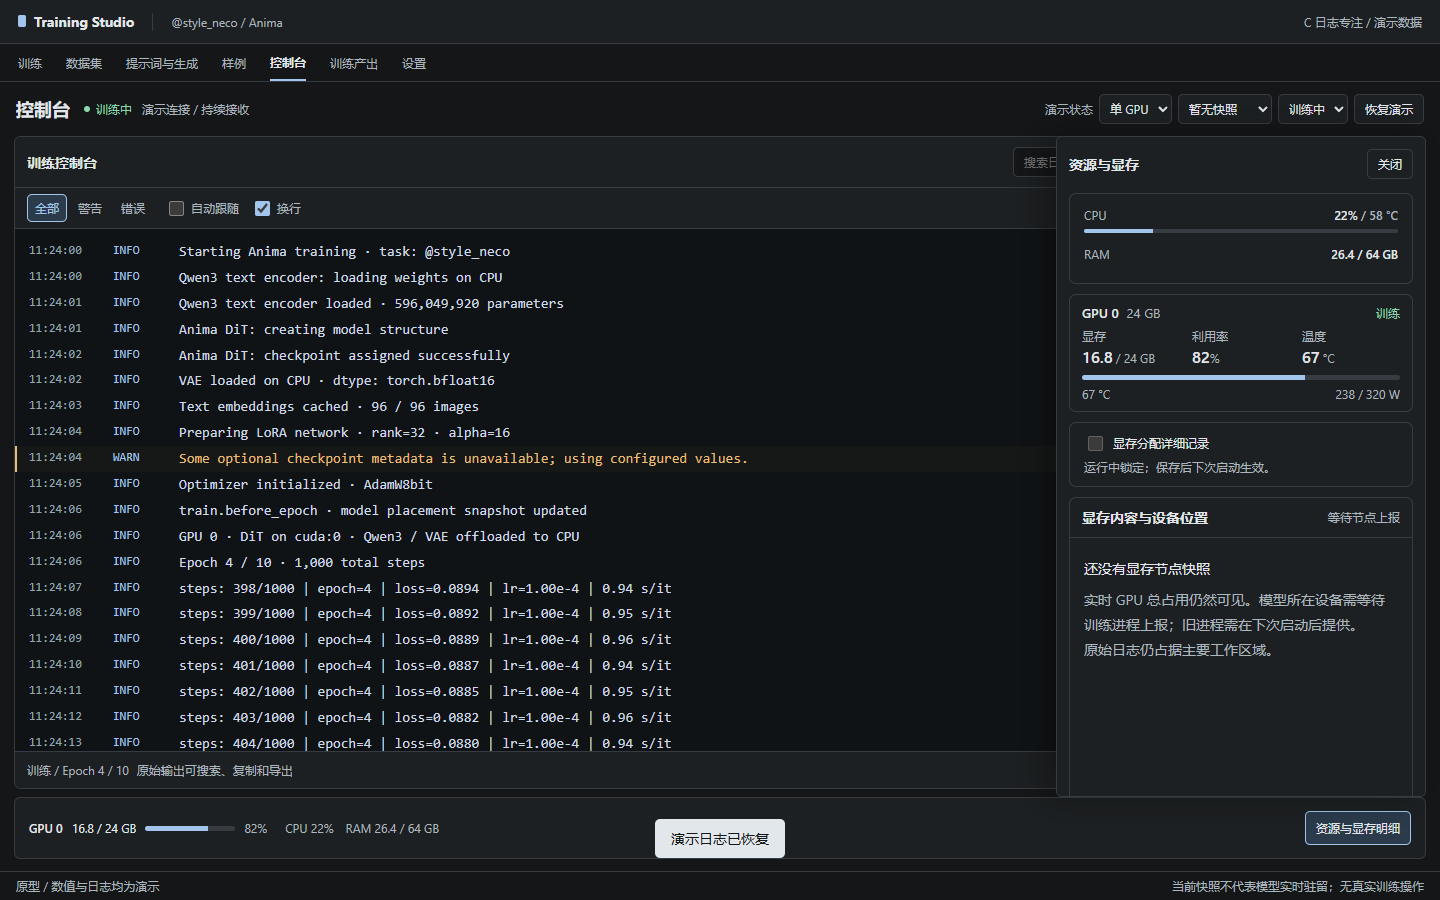 Training Studio
@style_neco / Anima
C 日志专注 / 演示数据
训练 数据集 提示词与生成 样例 控制台 训练产出 设置
控制台 训练中 演示连接 / 持续接收
演示状态 单 GPU 暂无快照 训练中 恢复演示
训练控制台
搜索日
全部 警告 错误 自动跟随 换行
11:24:00 INFO Starting Anima training · task: @style_neco
11:24:00 INFO Qwen3 text encoder: loading weights on CPU
11:24:01 INFO Qwen3 text encoder loaded · 596,049,920 parameters
11:24:01 INFO Anima DiT: creating model structure
11:24:02 INFO Anima DiT: checkpoint assigned successfully
11:24:02 INFO VAE loaded on CPU · dtype: torch.bfloat16
11:24:03 INFO Text embeddings cached · 96 / 96 images
11:24:04 INFO Preparing LoRA network · rank=32 · alpha=16
11:24:04 WARN Some optional checkpoint metadata is unavailable; using configured values.
11:24:05 INFO Optimizer initialized · AdamW8bit
11:24:06 INFO train.before_epoch · model placement snapshot updated
11:24:06 INFO GPU 0 · DiT on cuda:0 · Qwen3 / VAE offloaded to CPU
11:24:06 INFO Epoch 4 / 10 · 1,000 total steps
11:24:07 INFO steps: 398/1000 | epoch=4 | loss=0.0894 | lr=1.00e-4 | 0.94 s/it
11:24:08 INFO steps: 399/1000 | epoch=4 | loss=0.0892 | lr=1.00e-4 | 0.95 s/it
11:24:09 INFO steps: 400/1000 | epoch=4 | loss=0.0889 | lr=1.00e-4 | 0.96 s/it
11:24:10 INFO steps: 401/1000 | epoch=4 | loss=0.0887 | lr=1.00e-4 | 0.94 s/it
11:24:11 INFO steps: 402/1000 | epoch=4 | loss=0.0885 | lr=1.00e-4 | 0.95 s/it
11:24:12 INFO steps: 403/1000 | epoch=4 | loss=0.0882 | lr=1.00e-4 | 0.96 s/it
11:24:13 INFO steps: 404/1000 | epoch=4 | loss=0.0880 | lr=1.00e-4 | 0.94 s/it
训练 / Epoch 4 / 10 原始输出可搜索、复制和导出
资源与显存 关闭
CPU 22% / 58 °C
RAM 26.4 / 64 GB
GPU 0 24 GB 训练
显存 利用率 温度
16.8 / 24 GB 82% 67 °C
67 °C 238 / 320 W
显存分配详细记录
运行中锁定；保存后下次启动生效。
显存内容与设备位置 等待节点上报
还没有显存节点快照
实时 GPU 总占用仍然可见。模型所在设备需等待
训练进程上报；旧进程需在下次启动后提供。
原始日志仍占据主要工作区域。
GPU 0 16.8 / 24 GB 82% CPU 22% RAM 26.4 / 64 GB
演示日志已恢复
资源与显存明细
原型 / 数值与日志均为演示
当前快照不代表模型实时驻留；无真实训练操作